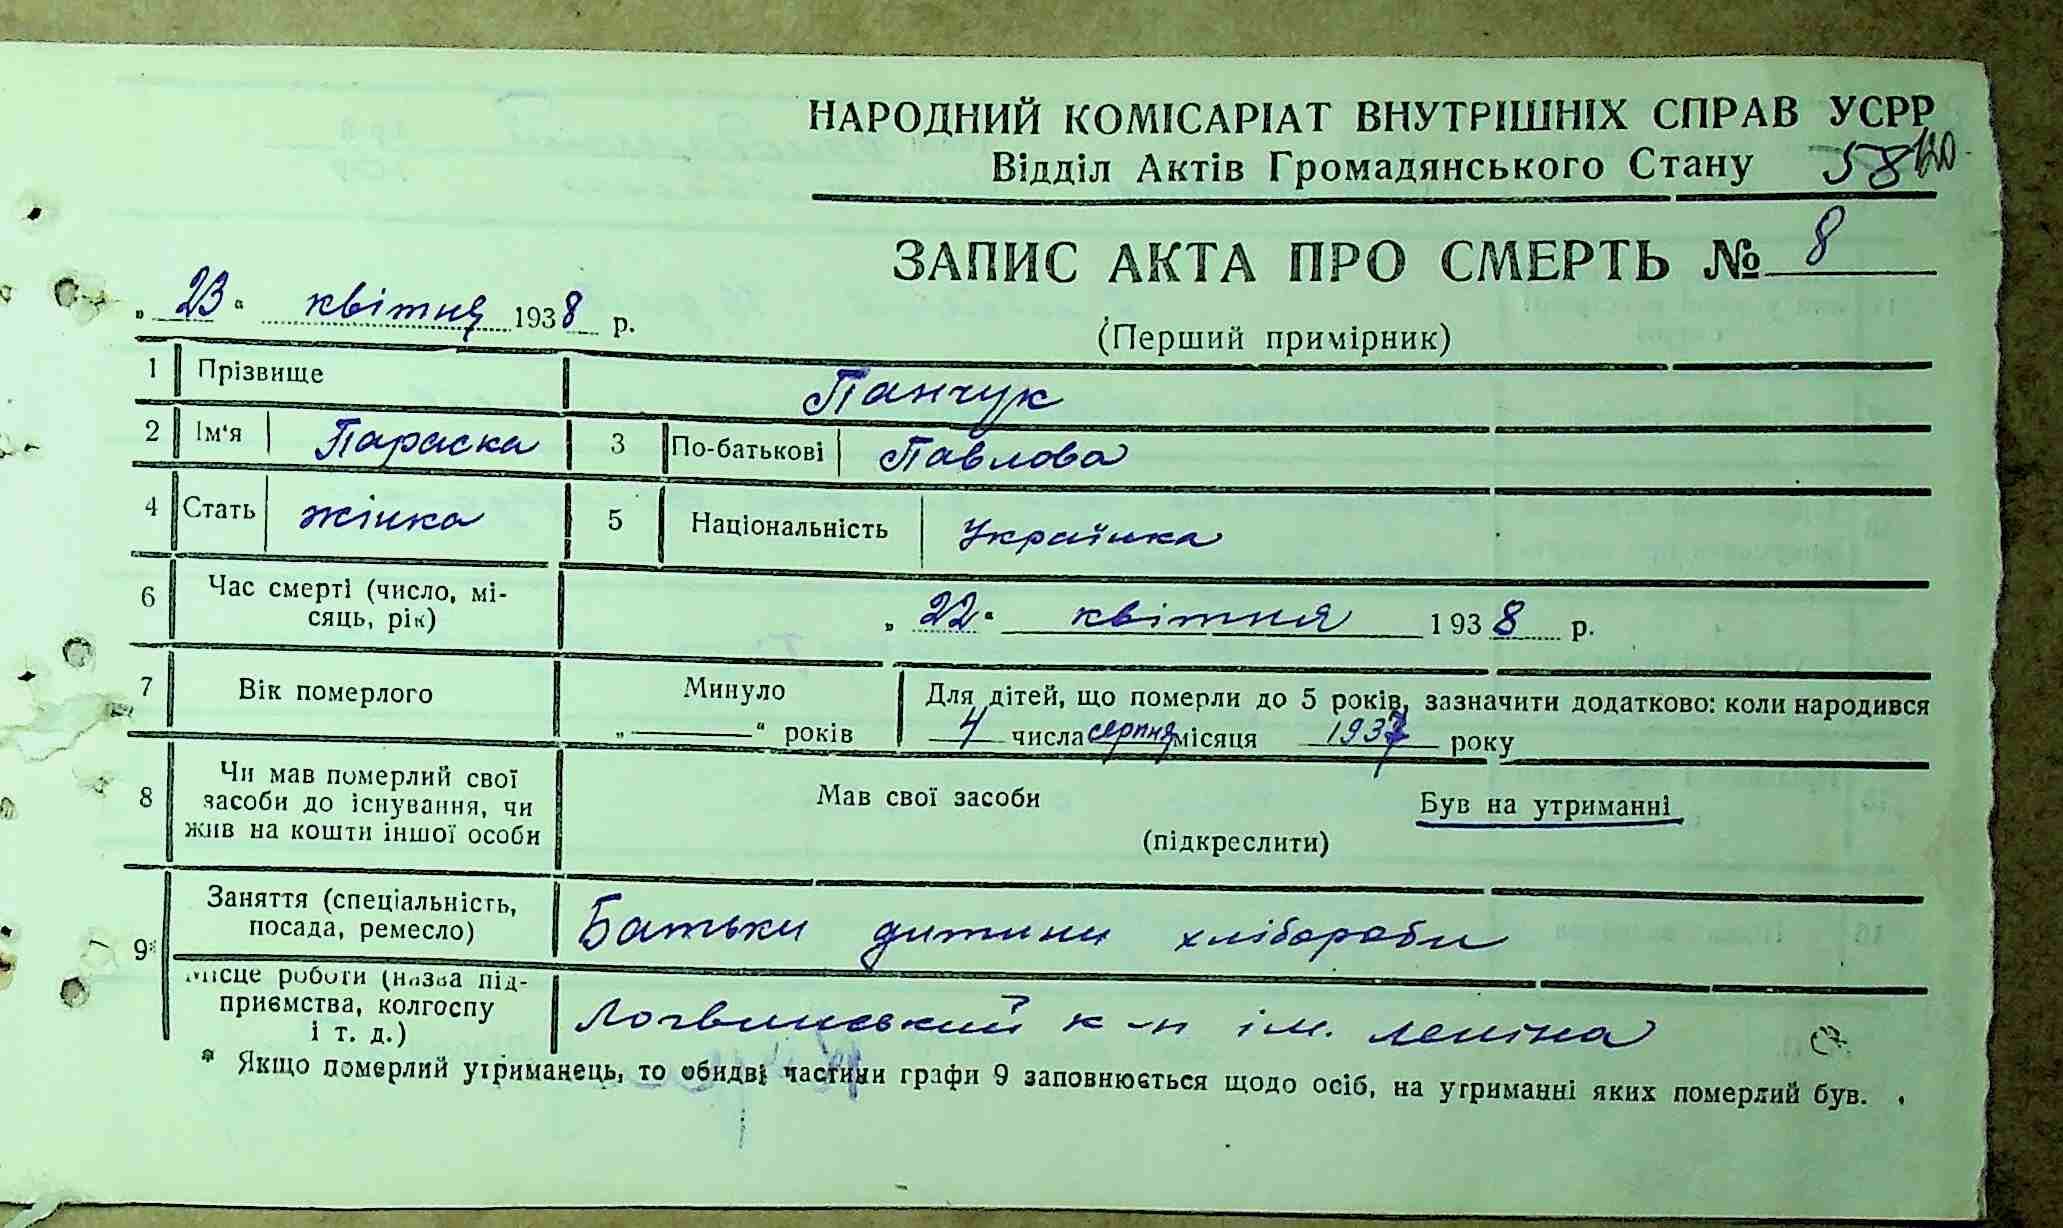 НАРОДНИЙ КОМІСАРІАТ ВНУТРІШНІХ СПРАВ УСРР
Відділ Актів Громадянського Стану 58
ЗАПИС АКТА ПРО СМЕРТЬ № 8
„23“ квітня 1938 р.
(Перший примірник)
1 Прізвище Панчук
2 Ім'я Параска 3 По-батькові Павлова
4 Стать жінка 5 Національність Українка
6 Час смерті (число, мі-
сяць, рік) „22“ квітня 1938 р.
7 Вік померлого Минуло „—“ років Для дітей, що померли до 5 років, зазначити додатково: коли народився
4 числа серпня місяця 1937 року
8 Чи мав померлий свої
засоби до існування, чи
жив на кошти іншої особи
Мав свої засоби Був на утриманні
(підкреслити)
9* Заняття (спеціальність,
посада, ремесло) Батьки дитини хлібороби
Місце роботи (назва під-
приємства, колгоспу
і т. д.) Логвинський к-п ім. Леніна
* Якщо померлий утриманець, то обидві частини графи 9 заповнюється щодо осіб, на утриманні яких померлий був.